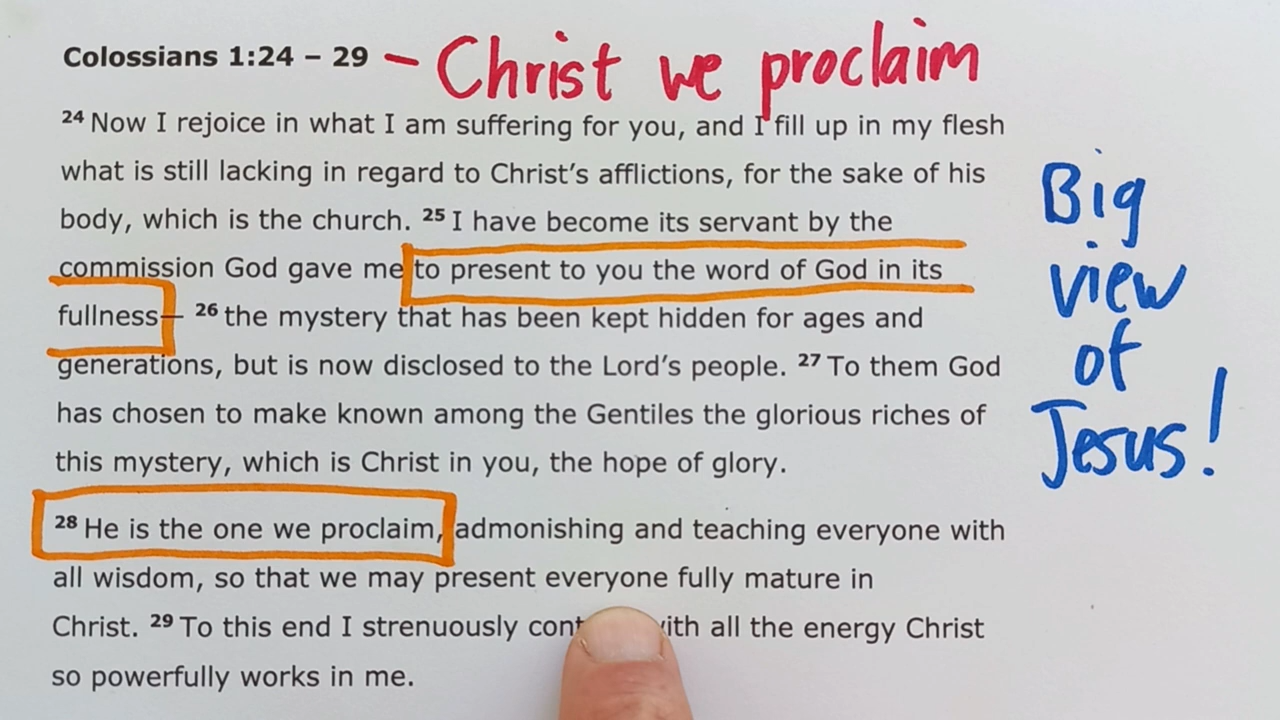 Colossians 1:24 – 29 – Christ we proclaim
24 Now I rejoice in what I am suffering for you, and I fill up in my flesh
what is still lacking in regard to Christ's afflictions, for the sake of his
body, which is the church. 25 I have become its servant by the
commission God gave me to present to you the word of God in its
fullness— 26 the mystery that has been kept hidden for ages and
generations, but is now disclosed to the Lord's people. 27 To them God
has chosen to make known among the Gentiles the glorious riches of
this mystery, which is Christ in you, the hope of glory.
28 He is the one we proclaim, admonishing and teaching everyone with
all wisdom, so that we may present everyone fully mature in
Christ. 29 To this end I strenuously with all the energy Christ
so powerfully works in me.
Big
view
of
Jesus!